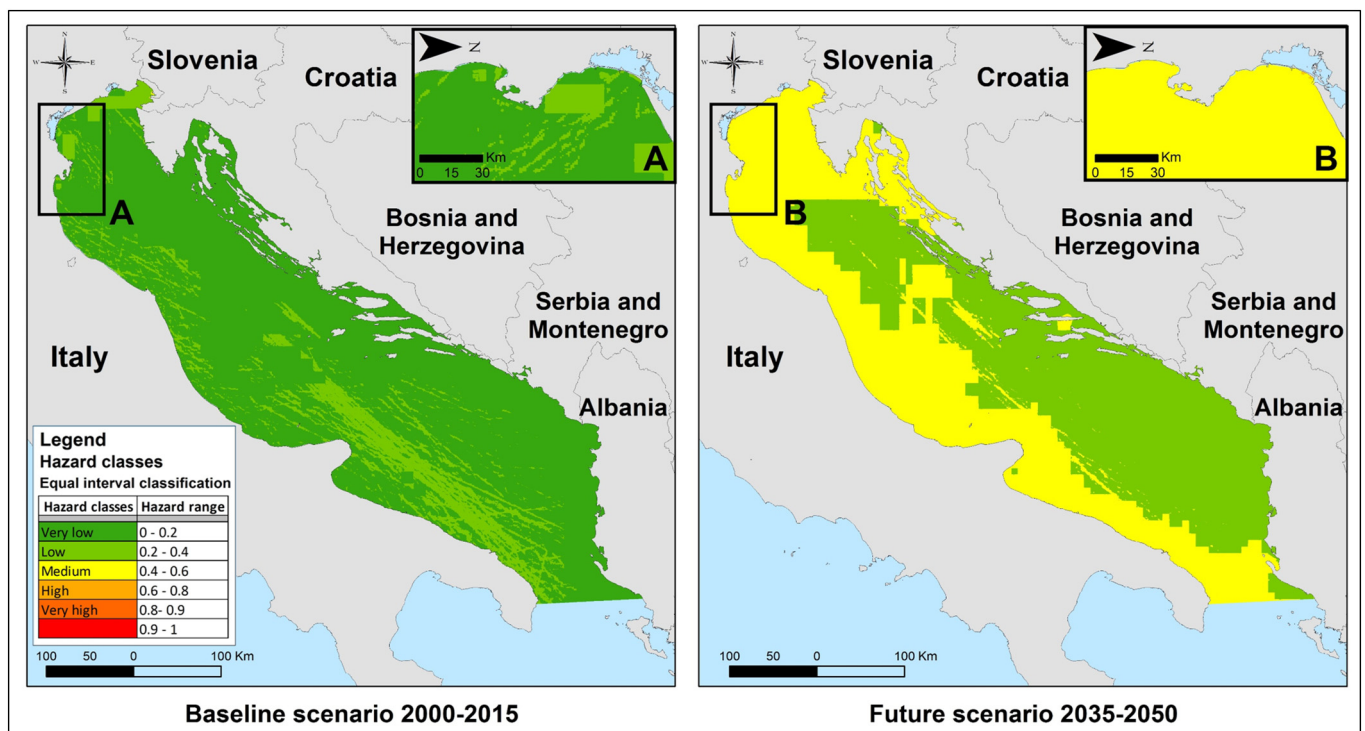 N
W
E
S
Slovenia
Croatia
N
Km
0 15 30
A
A
Bosnia and
Herzegovina
Serbia and
Montenegro
Italy
Albania
Legend
Hazard classes
Equal interval classification
Hazard classes Hazard range
Very low 0 - 0.2
Low 0.2 - 0.4
Medium 0.4 - 0.6
High 0.6 - 0.8
Very high 0.8- 0.9
0.9 - 1
100 50 0 100 Km
Baseline scenario 2000-2015
N
W
E
S
Slovenia
Croatia
N
Km
0 15 30
B
B
Bosnia and
Herzegovina
Serbia and
Montenegro
Italy
Albania
100 50 0 100 Km
Future scenario 2035-2050